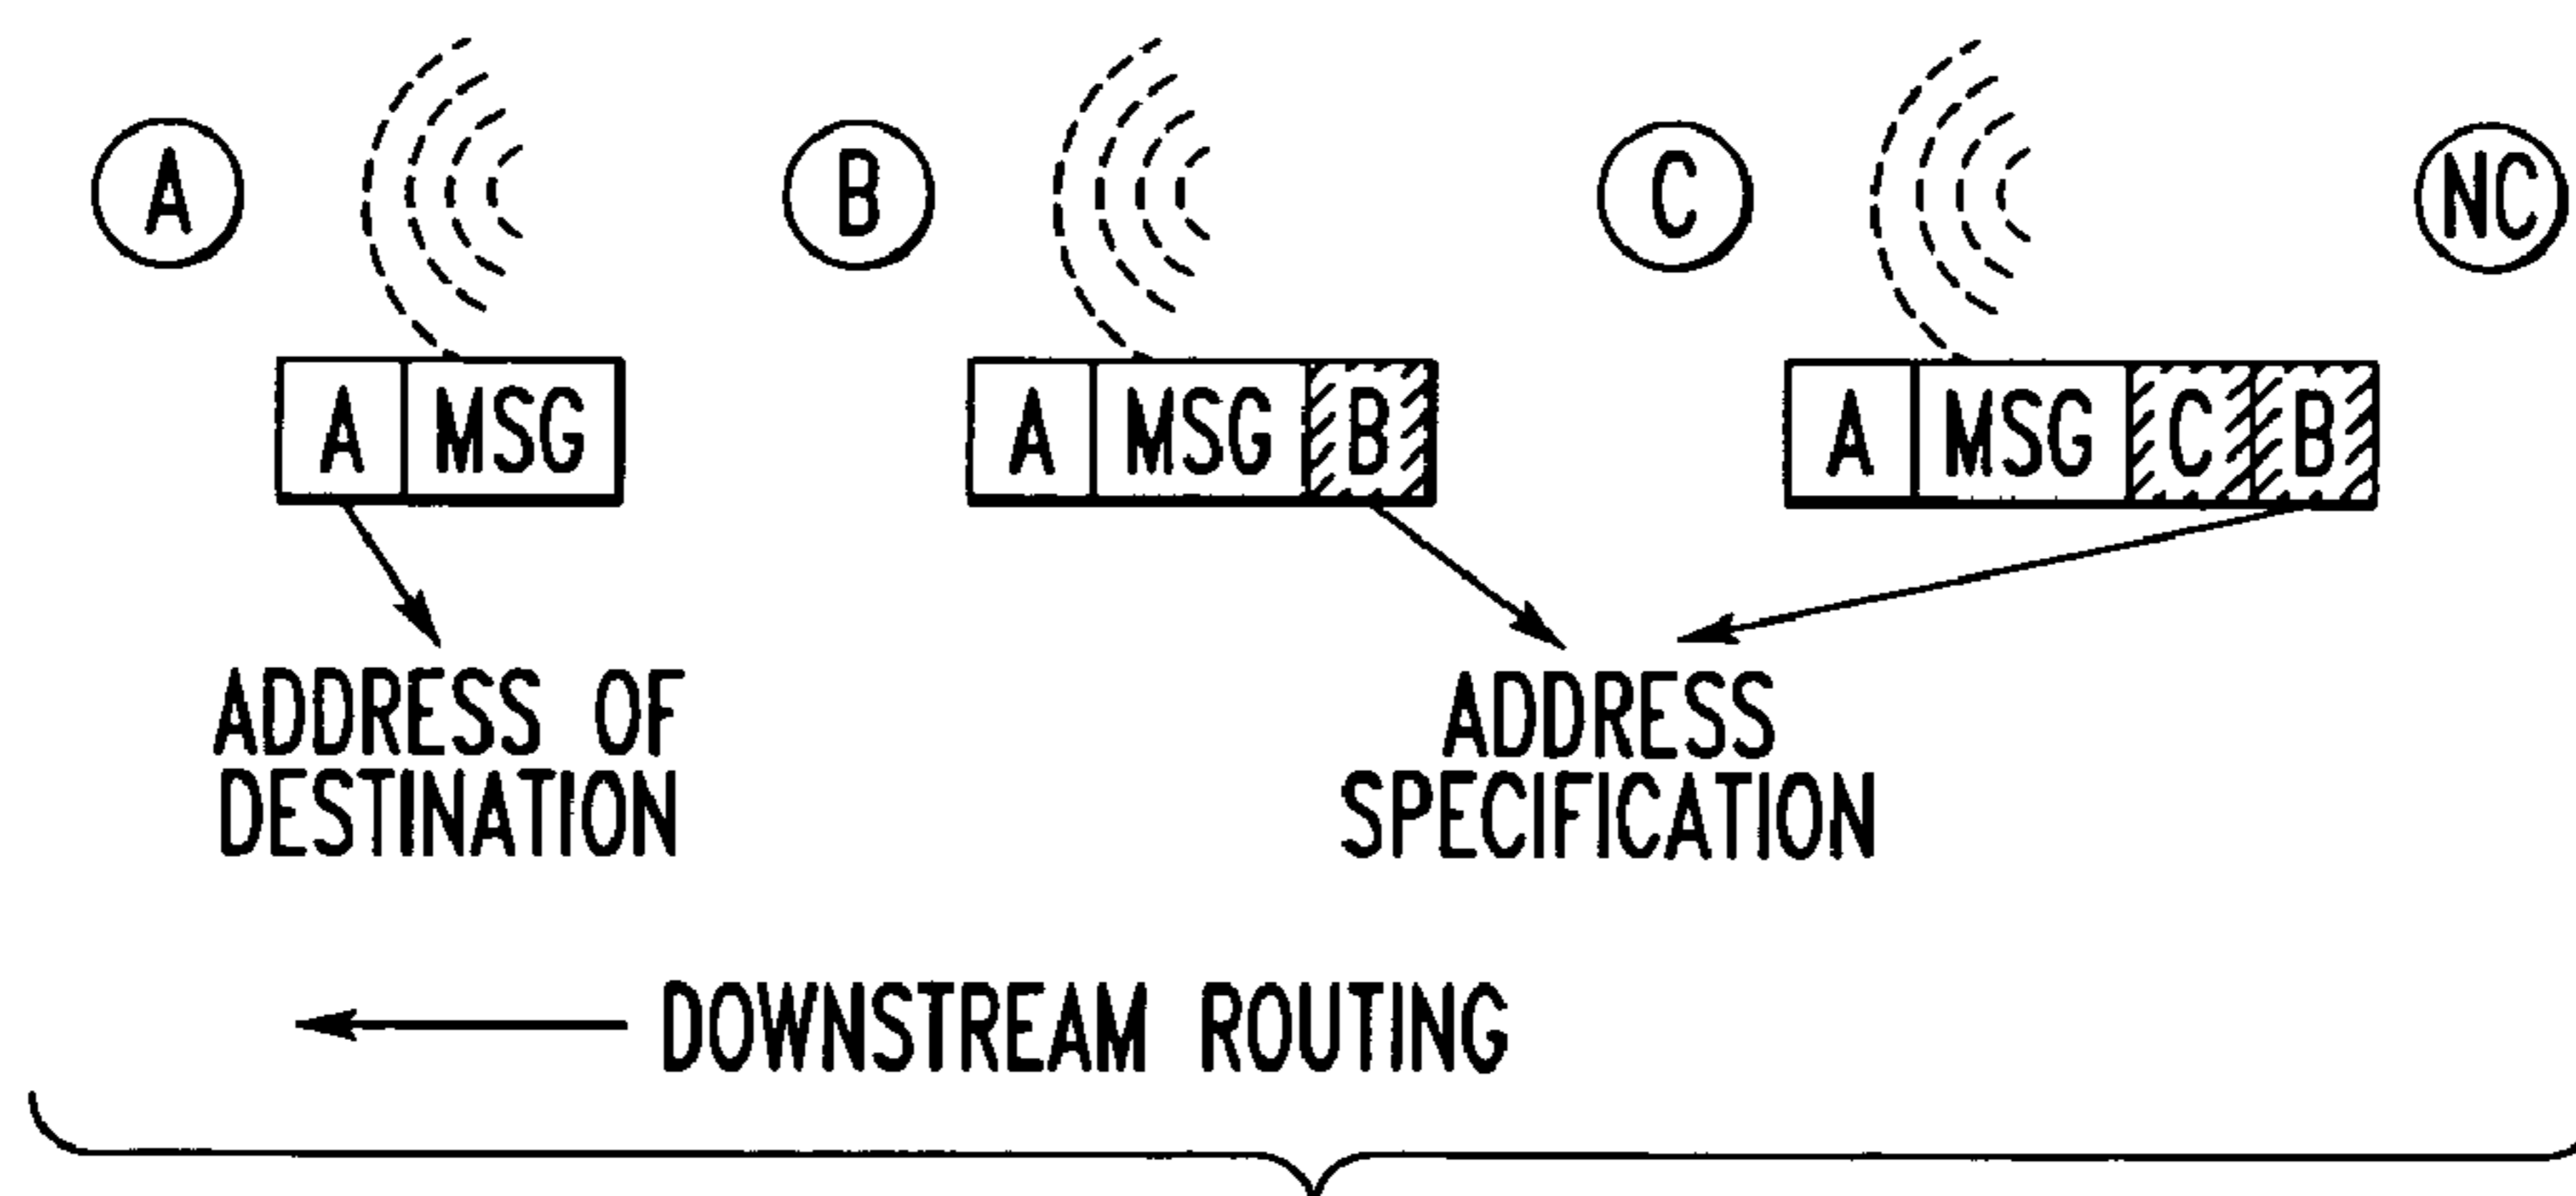 A B C NC
A MSG A MSG B A MSG C B
ADDRESS OF
DESTINATION
ADDRESS
SPECIFICATION
DOWNSTREAM ROUTING